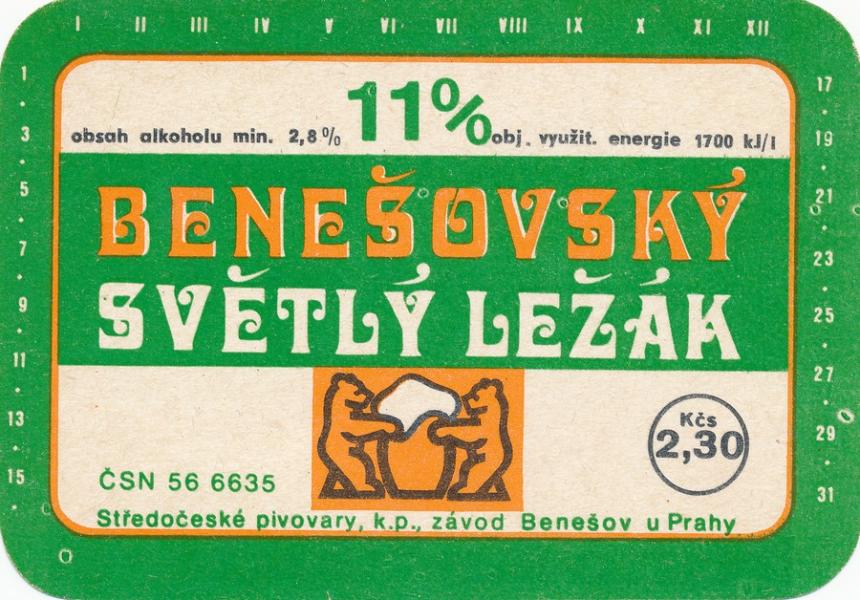 I II III IV V VI VII VIII IX X XI XII
11%
obsah alkoholu min. 2,8% obj. využit. energie 1700 kJ/l
BENEŠOVSKÝ
SVĚTLÝ LEŽÁK
Kčs
2,30
ČSN 56 6635
Středočeské pivovary, k.p., závod Benešov u Prahy
1 · 3 · 5 · 7 · 9 · 11 · 13 · 15 ·
17 · 19 · 21 · 23 · 25 · 27 · 29 · 31